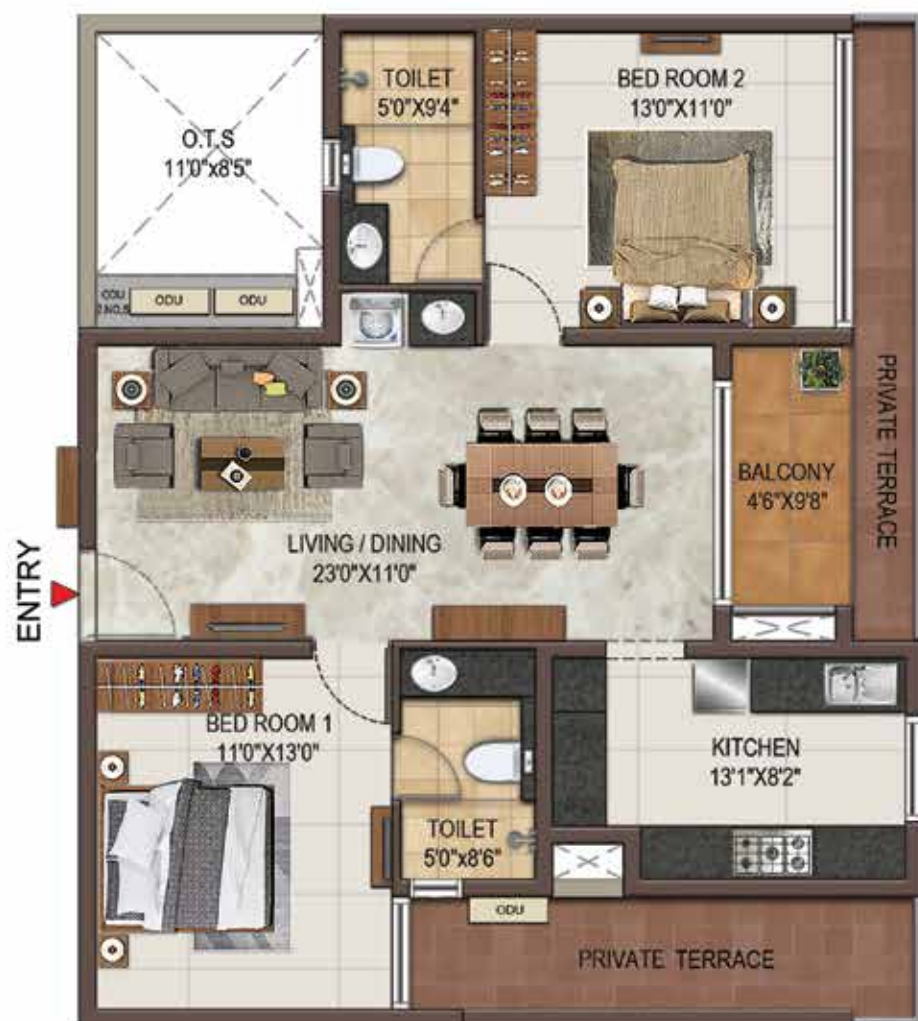 TOILET
5'0"X9'4"
BED ROOM 2
13'0"X11'0"
O.T.S
11'0"x8'5"
ODU
2.NO.S
ODU
ODU
PRIVATE TERRACE
BALCONY
4'6"X9'8"
LIVING / DINING
23'0"X11'0"
ENTRY
BED ROOM 1
11'0"X13'0"
KITCHEN
13'1"X8'2"
TOILET
5'0"x8'6"
ODU
PRIVATE TERRACE